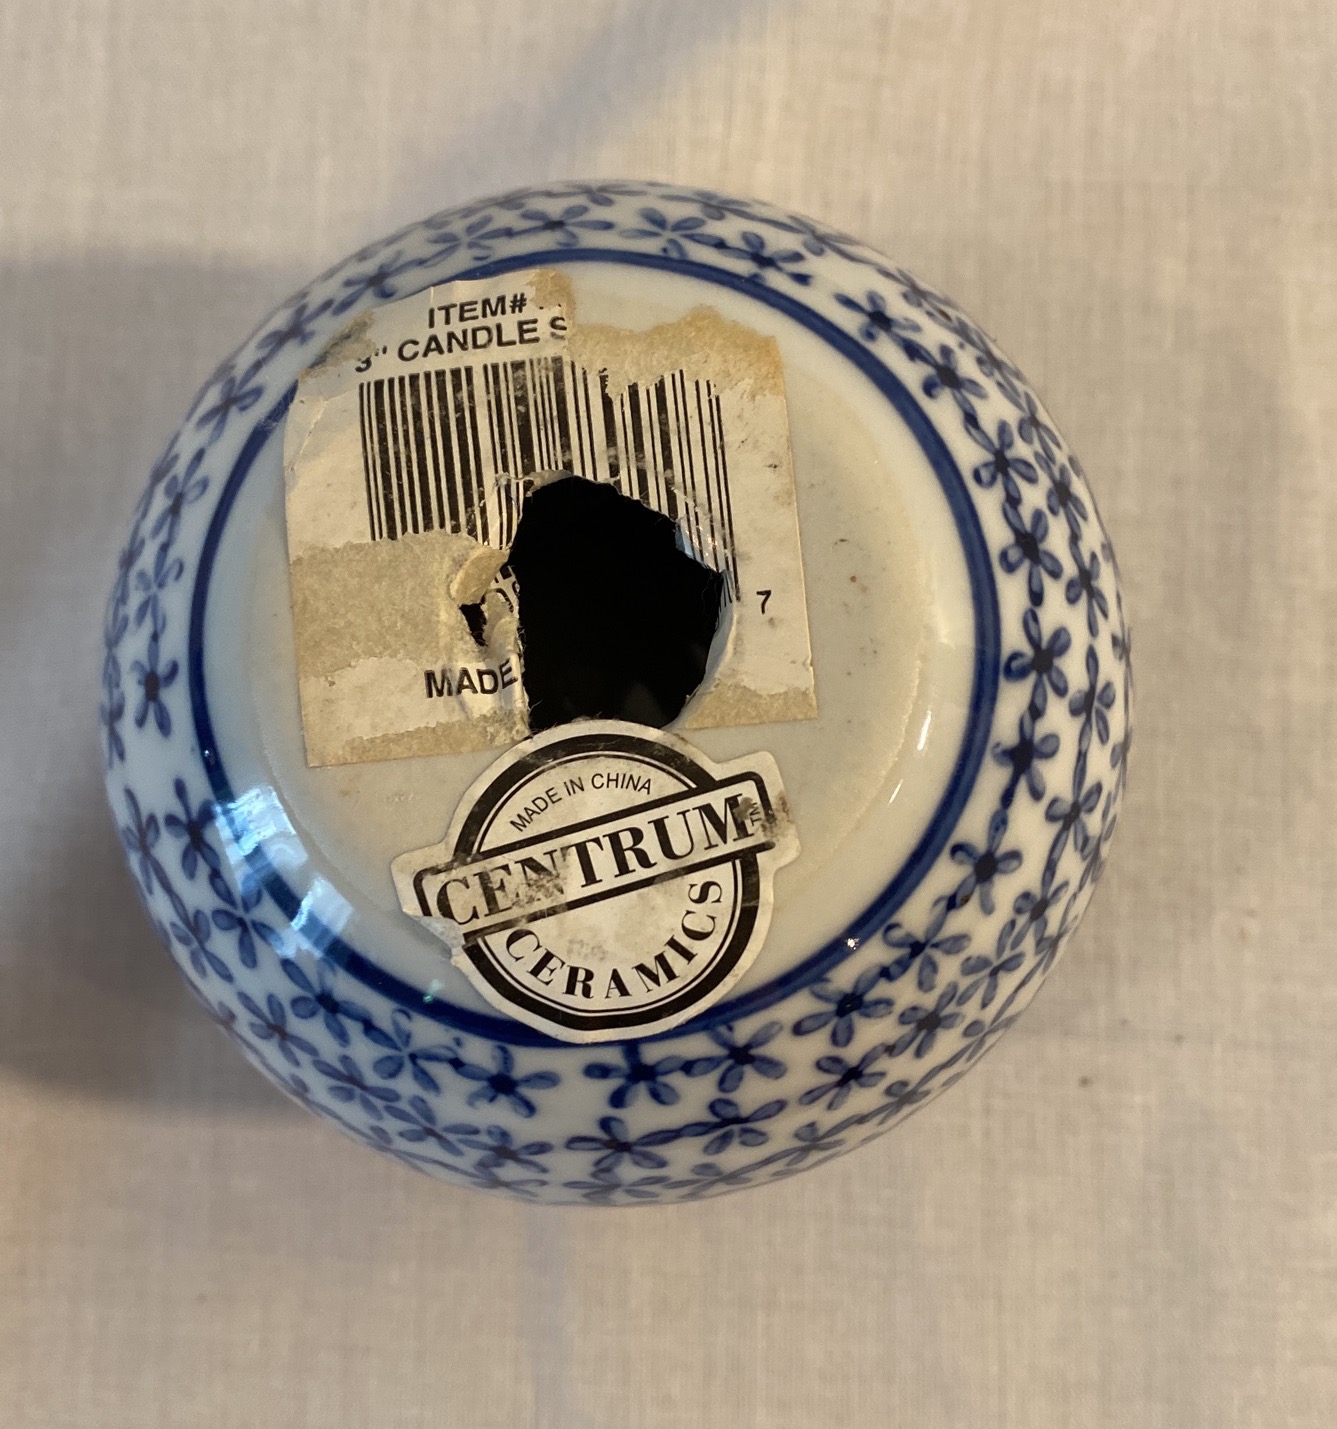 ITEM#
3" CANDLE S
7
MADE
MADE IN CHINA
CENTRUM TM
CERAMICS